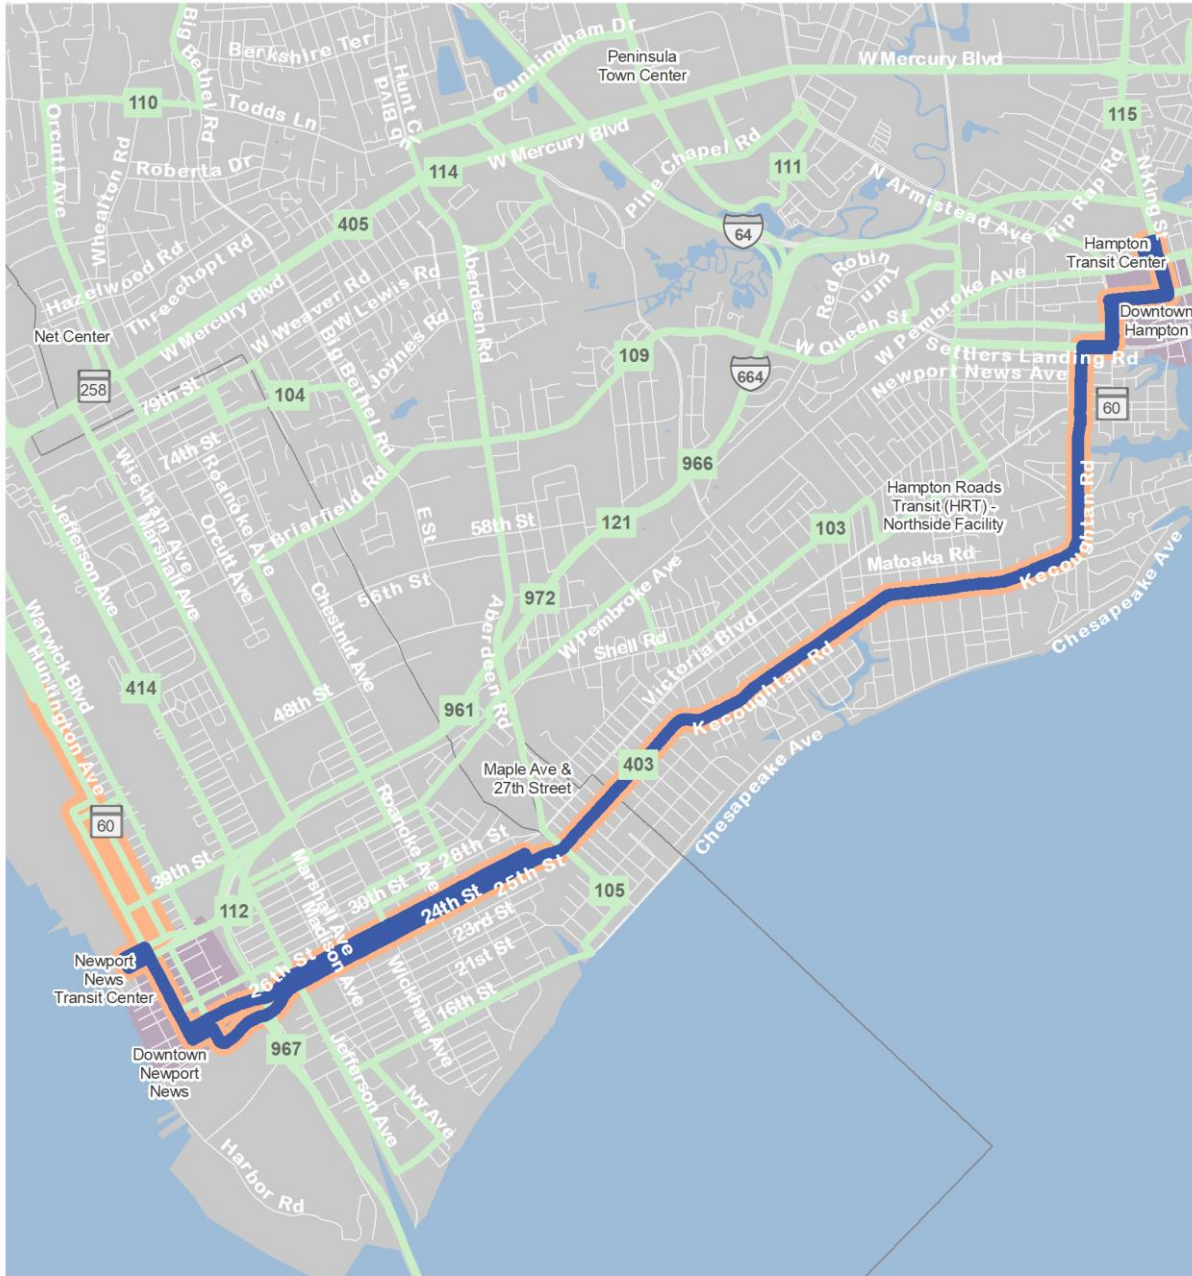 Big Bethel Rd
Berkshire Ter
Cunningham Dr
Peninsula
Town Center
W Mercury Blvd
110
Todds Ln
Hunt Club Blvd
115
Orcutt Ave
Wheatton Rd
Roberta Dr
114
W Mercury Blvd
Pine Chapel Rd
111
N Armistead Ave
Rip Rap Rd
N King St
405
64
Hampton
Transit Center
Hazelwood Rd
Threechopt Rd
Aberdeen Rd
Red Robin Turn
W Pembroke Ave
Net Center
W Mercury Blvd
W Weaver Rd
W Lewis Rd
Big Bethel Rd
Joynes Rd
109
W Queen St
W Pembroke Ave
Downtown
Hampton
Settlers Landing Rd
258
79th St
104
664
Newport News Ave
60
74th St
Roanoke Ave
Wickham Ave
Marshall Ave
Orcutt Ave
Jefferson Ave
Briarfield Rd
E St
58th St
966
121
Hampton Roads
Transit (HRT) -
Northside Facility
103
Kecoughtan Rd
Matoaka Rd
56th St
Chestnut Ave
972
W Pembroke Ave
Shell Rd
Victoria Blvd
Kecoughtan Rd
Chesapeake Ave
Warwick Blvd
Huntington Ave
414
48th St
961
Aberdeen Rd
Kecoughtan Rd
Chesapeake Ave
Maple Ave &
27th Street
403
60
Roanoke Ave
39th St
28th St
30th St
25th St
24th St
105
112
Marshall Ave
Madison Ave
23rd St
21st St
Newport
News
Transit Center
26th St
Wickham Ave
16th St
Downtown
Newport
News
967
Jefferson Ave
Ivy Ave
Harbor Rd